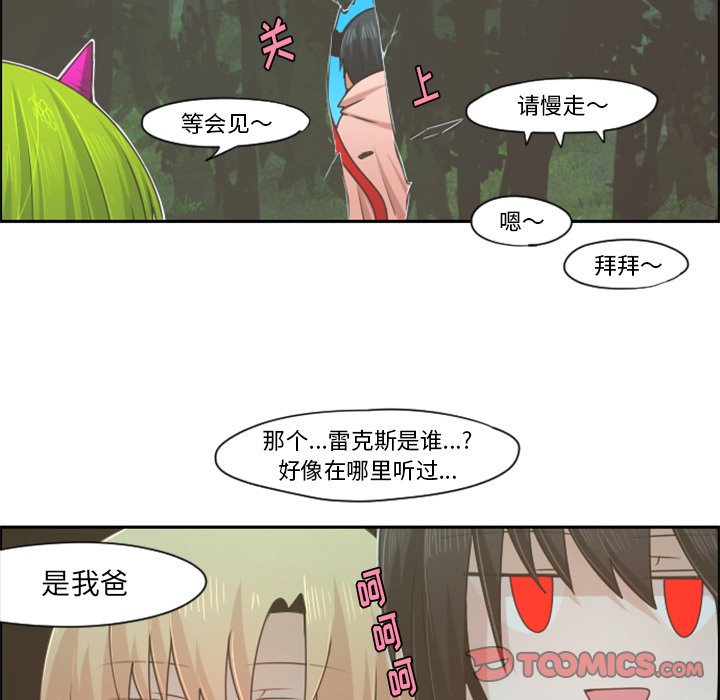 关上
等会见～
请慢走～
嗯～
拜拜～
那个...雷克斯是谁...?
好像在哪里听过...
是我爸
呵呵呵
TOOMICS.COM